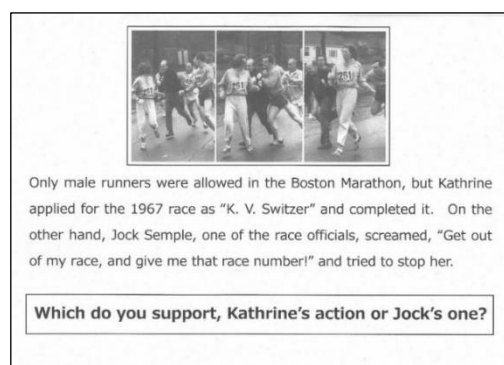 Only male runners were allowed in the Boston Marathon, but Kathrine
applied for the 1967 race as “K. V. Switzer” and completed it. On the
other hand, Jock Semple, one of the race officials, screamed, “Get out
of my race, and give me that race number!” and tried to stop her.
Which do you support, Kathrine’s action or Jock’s one?